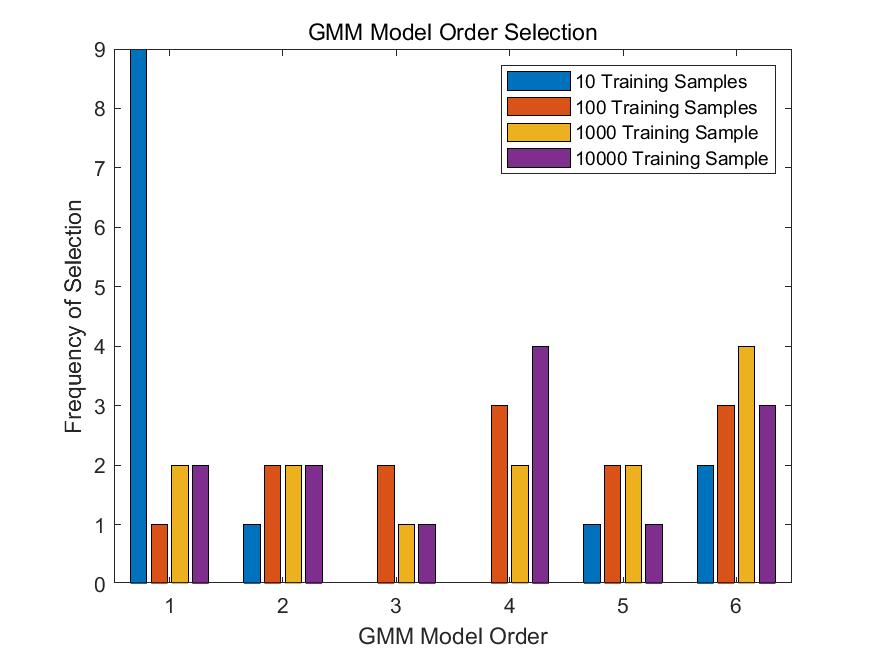 GMM Model Order Selection
10 Training Samples
100 Training Samples
1000 Training Sample
10000 Training Sample
Frequency of Selection
9
8
7
6
5
4
3
2
1
0
1 2 3 4 5 6
GMM Model Order